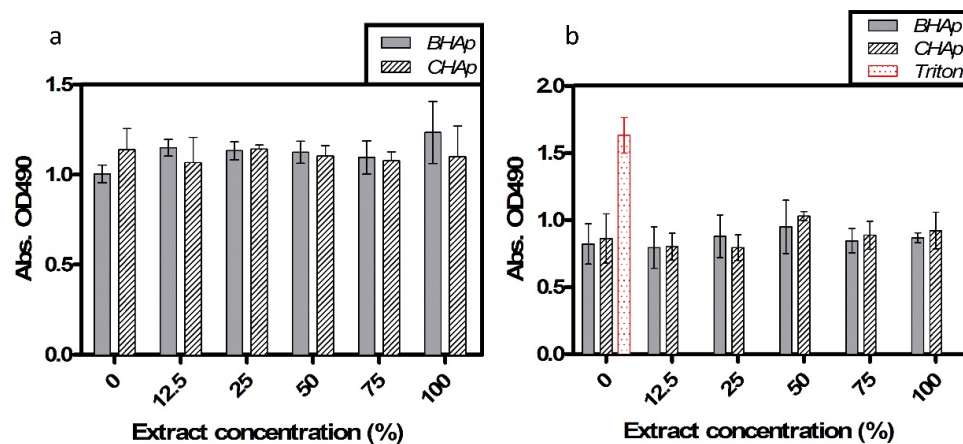 a
BHAp
CHAp
1.5
1.0
0.5
0.0
Abs. OD490
0 12.5 25 50 75 100
Extract concentration (%)
b
BHAp
CHAp
Triton
2.0
1.5
1.0
0.5
0.0
Abs. OD490
0 12.5 25 50 75 100
Extract concentration (%)